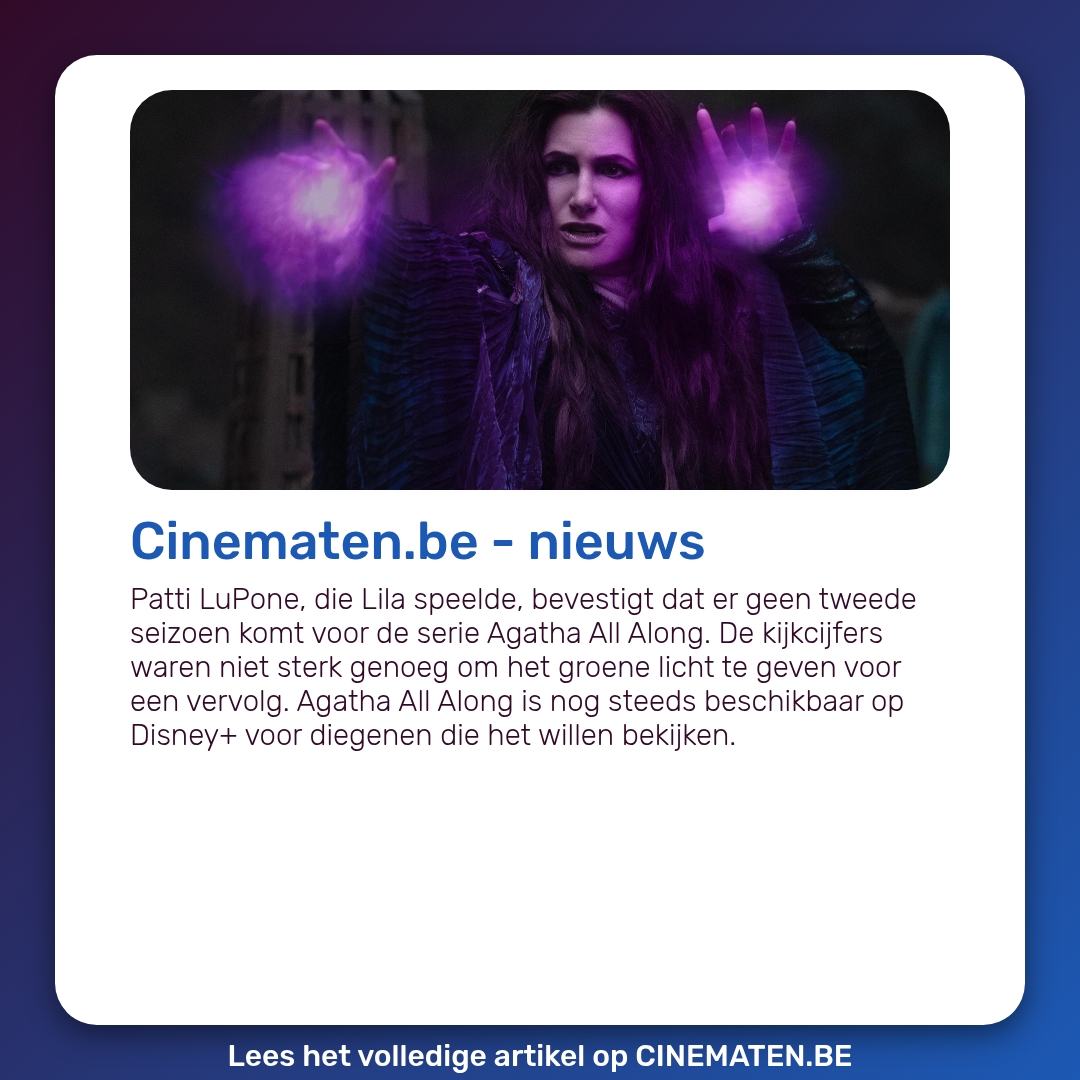 Cinematen.be - nieuws
Patti LuPone, die Lila speelde, bevestigt dat er geen tweede
seizoen komt voor de serie Agatha All Along. De kijkcijfers
waren niet sterk genoeg om het groene licht te geven voor
een vervolg. Agatha All Along is nog steeds beschikbaar op
Disney+ voor diegenen die het willen bekijken.
Lees het volledige artikel op CINEMATEN.BE